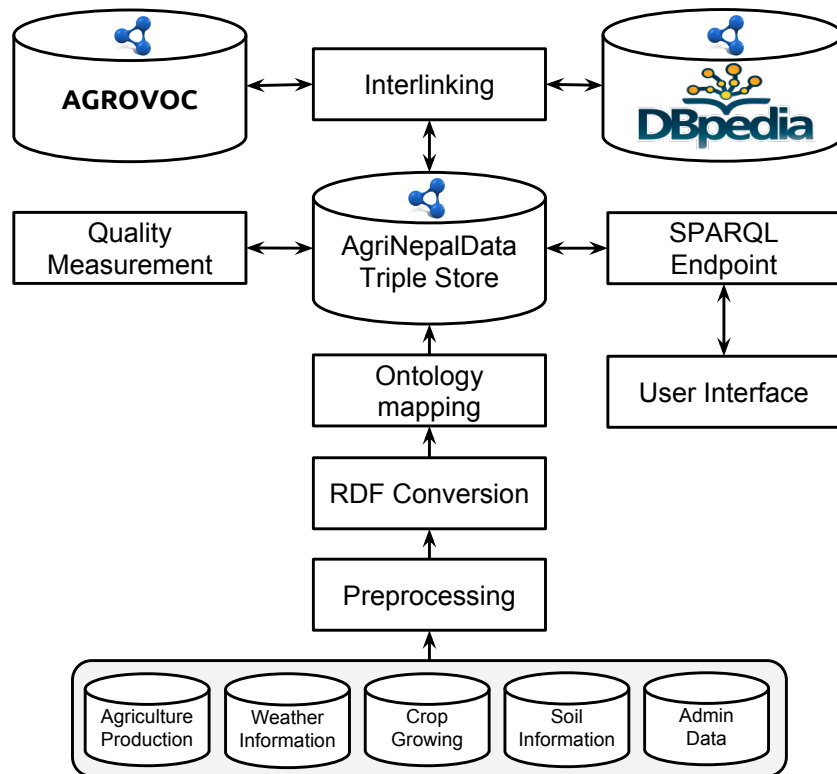 AGROVOC
Interlinking
DBpedia
Quality
Measurement
AgriNepalData
Triple Store
SPARQL
Endpoint
Ontology
mapping
User Interface
RDF Conversion
Preprocessing
Agriculture
Production
Weather
Information
Crop
Growing
Soil
Information
Admin
Data